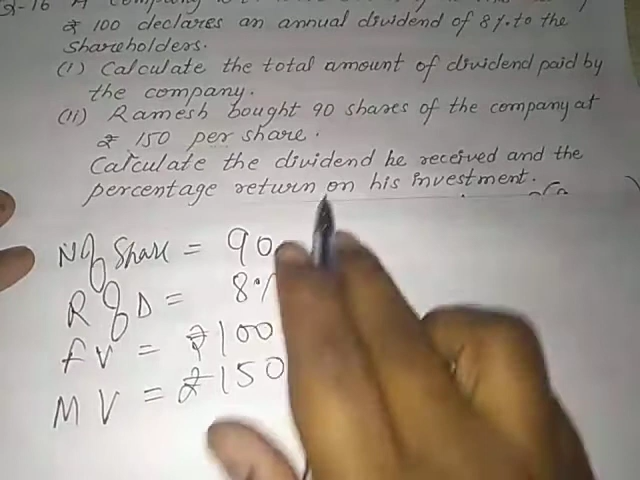 Q-16 A Company
₹ 100 declares an annual dividend of 8%. to the
shareholders.
(i) Calculate the total amount of dividend paid by
the company.
(ii) Ramesh bought 90 shares of the company at
₹ 150 per share.
Calculate the dividend he received and the
percentage return on his investment.
N of Share = 90
R of D = 8%
FV = ₹100
MV = ₹150